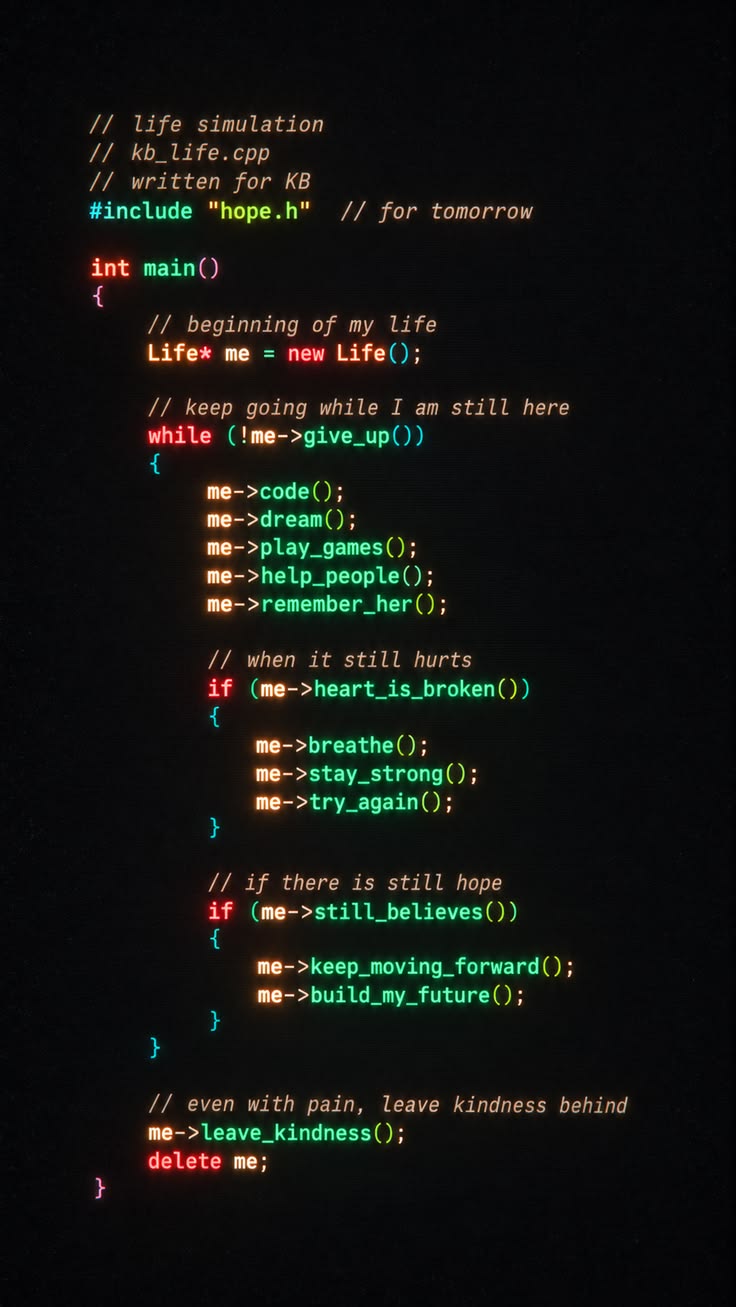 // life simulation
// kb_life.cpp
// written for KB
#include "hope.h"  // for tomorrow

int main()
{
    // beginning of my life
    Life* me = new Life();

    // keep going while I am still here
    while (!me->give_up())
    {
        me->code();
        me->dream();
        me->play_games();
        me->help_people();
        me->remember_her();

        // when it still hurts
        if (me->heart_is_broken())
        {
            me->breathe();
            me->stay_strong();
            me->try_again();
        }

        // if there is still hope
        if (me->still_believes())
        {
            me->keep_moving_forward();
            me->build_my_future();
        }
    }

    // even with pain, leave kindness behind
    me->leave_kindness();
    delete me;
}